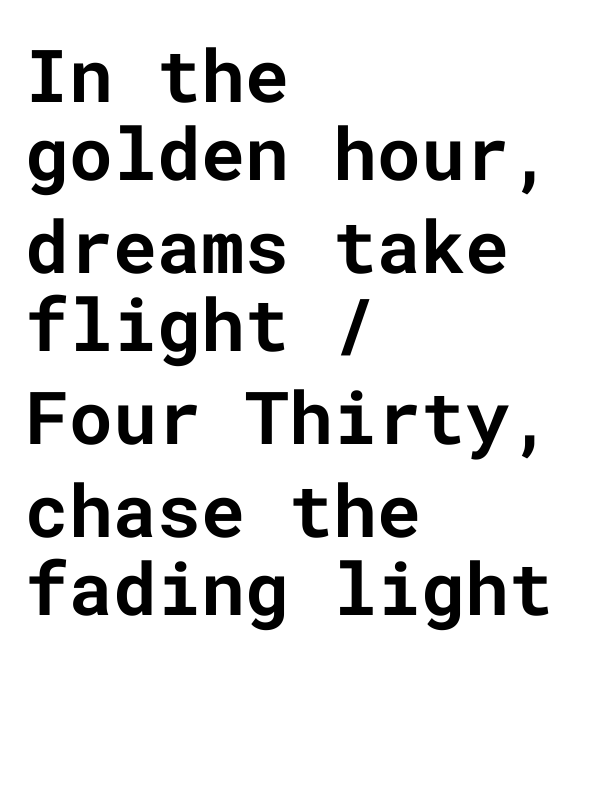 In the
golden hour,
dreams take
flight /
Four Thirty,
chase the
fading light